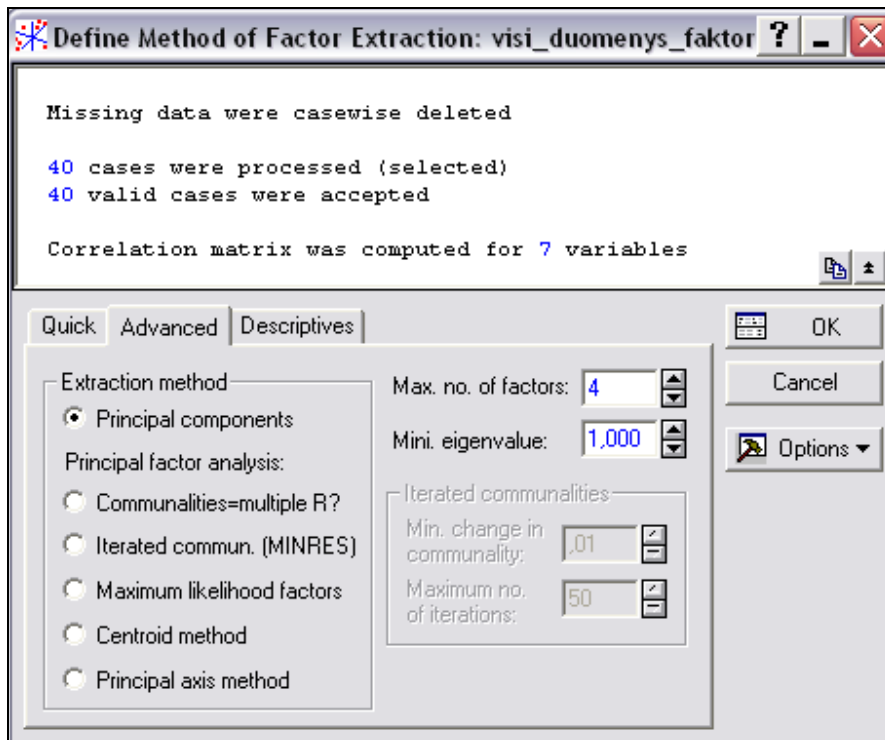 Define Method of Factor Extraction: visi_duomenys_faktor
Missing data were casewise deleted
40 cases were processed (selected)
40 valid cases were accepted
Correlation matrix was computed for 7 variables
Quick
Advanced
Descriptives
OK
Cancel
Options
Extraction method
Principal components
Principal factor analysis:
Communalities=multiple R?
Iterated commun. (MINRES)
Maximum likelihood factors
Centroid method
Principal axis method
Max. no. of factors: 4
Mini. eigenvalue: 1,000
Iterated communalities
Min. change in
communality: ,01
Maximum no.
of iterations: 50